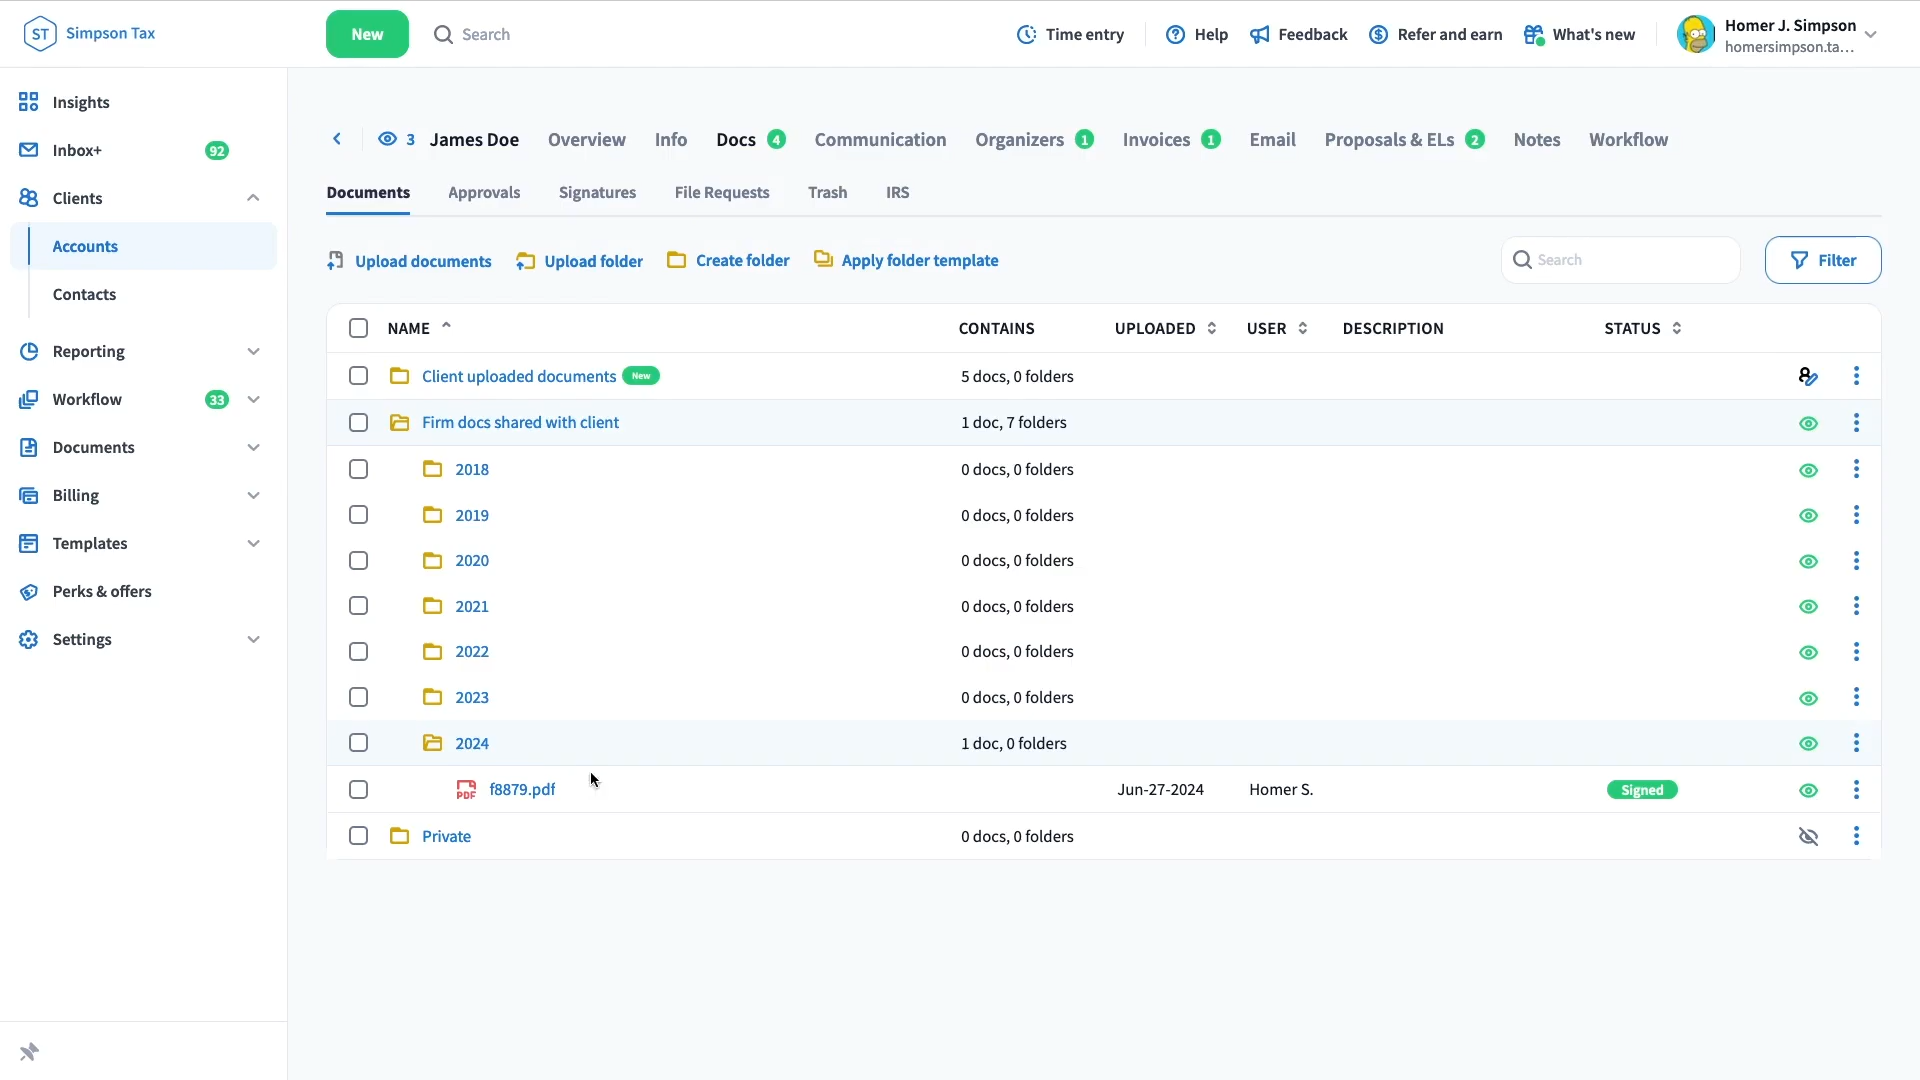 ST Simpson Tax New Search Time entry Help Feedback Refer and earn What's new Homer J. Simpson
homersimpson.ta...
Insights
Inbox+ 92
Clients
Accounts
Contacts
Reporting
Workflow 33
Documents
Billing
Templates
Perks & offers
Settings
3 James Doe Overview Info Docs 4 Communication Organizers 1 Invoices 1 Email Proposals & ELs 2 Notes Workflow
Documents Approvals Signatures File Requests Trash IRS
Upload documents Upload folder Create folder Apply folder template Search Filter
NAME CONTAINS UPLOADED USER DESCRIPTION STATUS
Client uploaded documents New 5 docs, 0 folders
Firm docs shared with client 1 doc, 7 folders
2018 0 docs, 0 folders
2019 0 docs, 0 folders
2020 0 docs, 0 folders
2021 0 docs, 0 folders
2022 0 docs, 0 folders
2023 0 docs, 0 folders
2024 1 doc, 0 folders
PDF f8879.pdf Jun-27-2024 Homer S. Signed
Private 0 docs, 0 folders